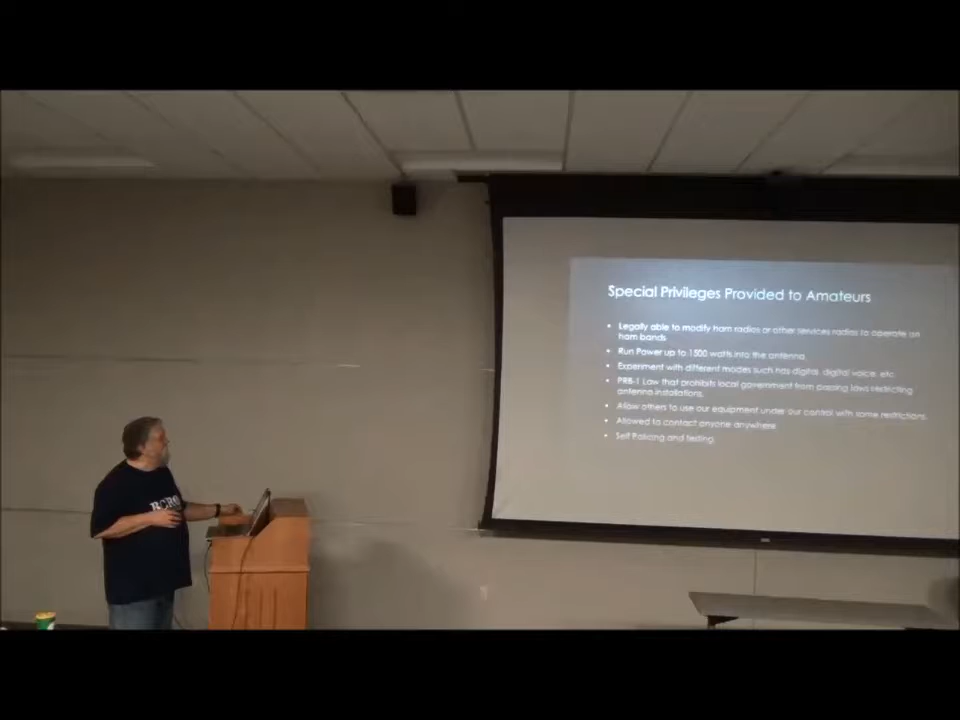 Special Privileges Provided to Amateurs
• Legally able to modify ham radios or other services radios to operate on
ham bands
• Run Power up to 1500 watts into the antenna
• Experiment with different modes such has digital, digital voice, etc
• PRB-1 Law that prohibits local government from passing laws restricting
antenna installations.
• Allow others to use our equipment under our control with some restrictions.
• Allowed to contact anyone anywhere
• Self Policing and testing